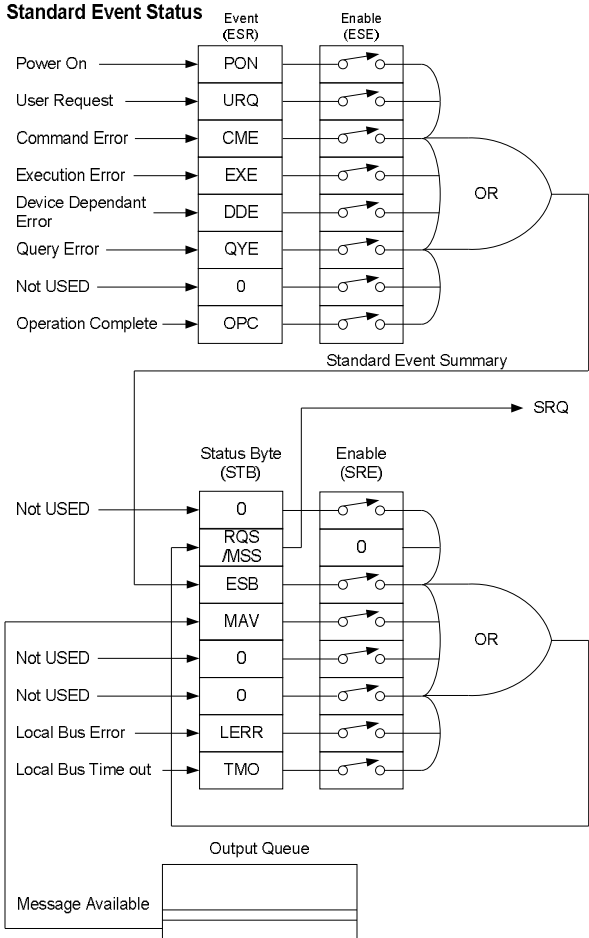 Standard Event Status
Event
(ESR)
Enable
(ESE)
Power On
PON
User Request
URQ
Command Error
CME
Execution Error
EXE
Device Dependant
Error
DDE
Query Error
QYE
Not USED
0
Operation Complete
OPC
OR
Standard Event Summary
SRQ
Status Byte
(STB)
Enable
(SRE)
Not USED
0
RQS
/MSS
0
ESB
MAV
Not USED
0
Not USED
0
Local Bus Error
LERR
Local Bus Time out
TMO
OR
Output Queue
Message Available